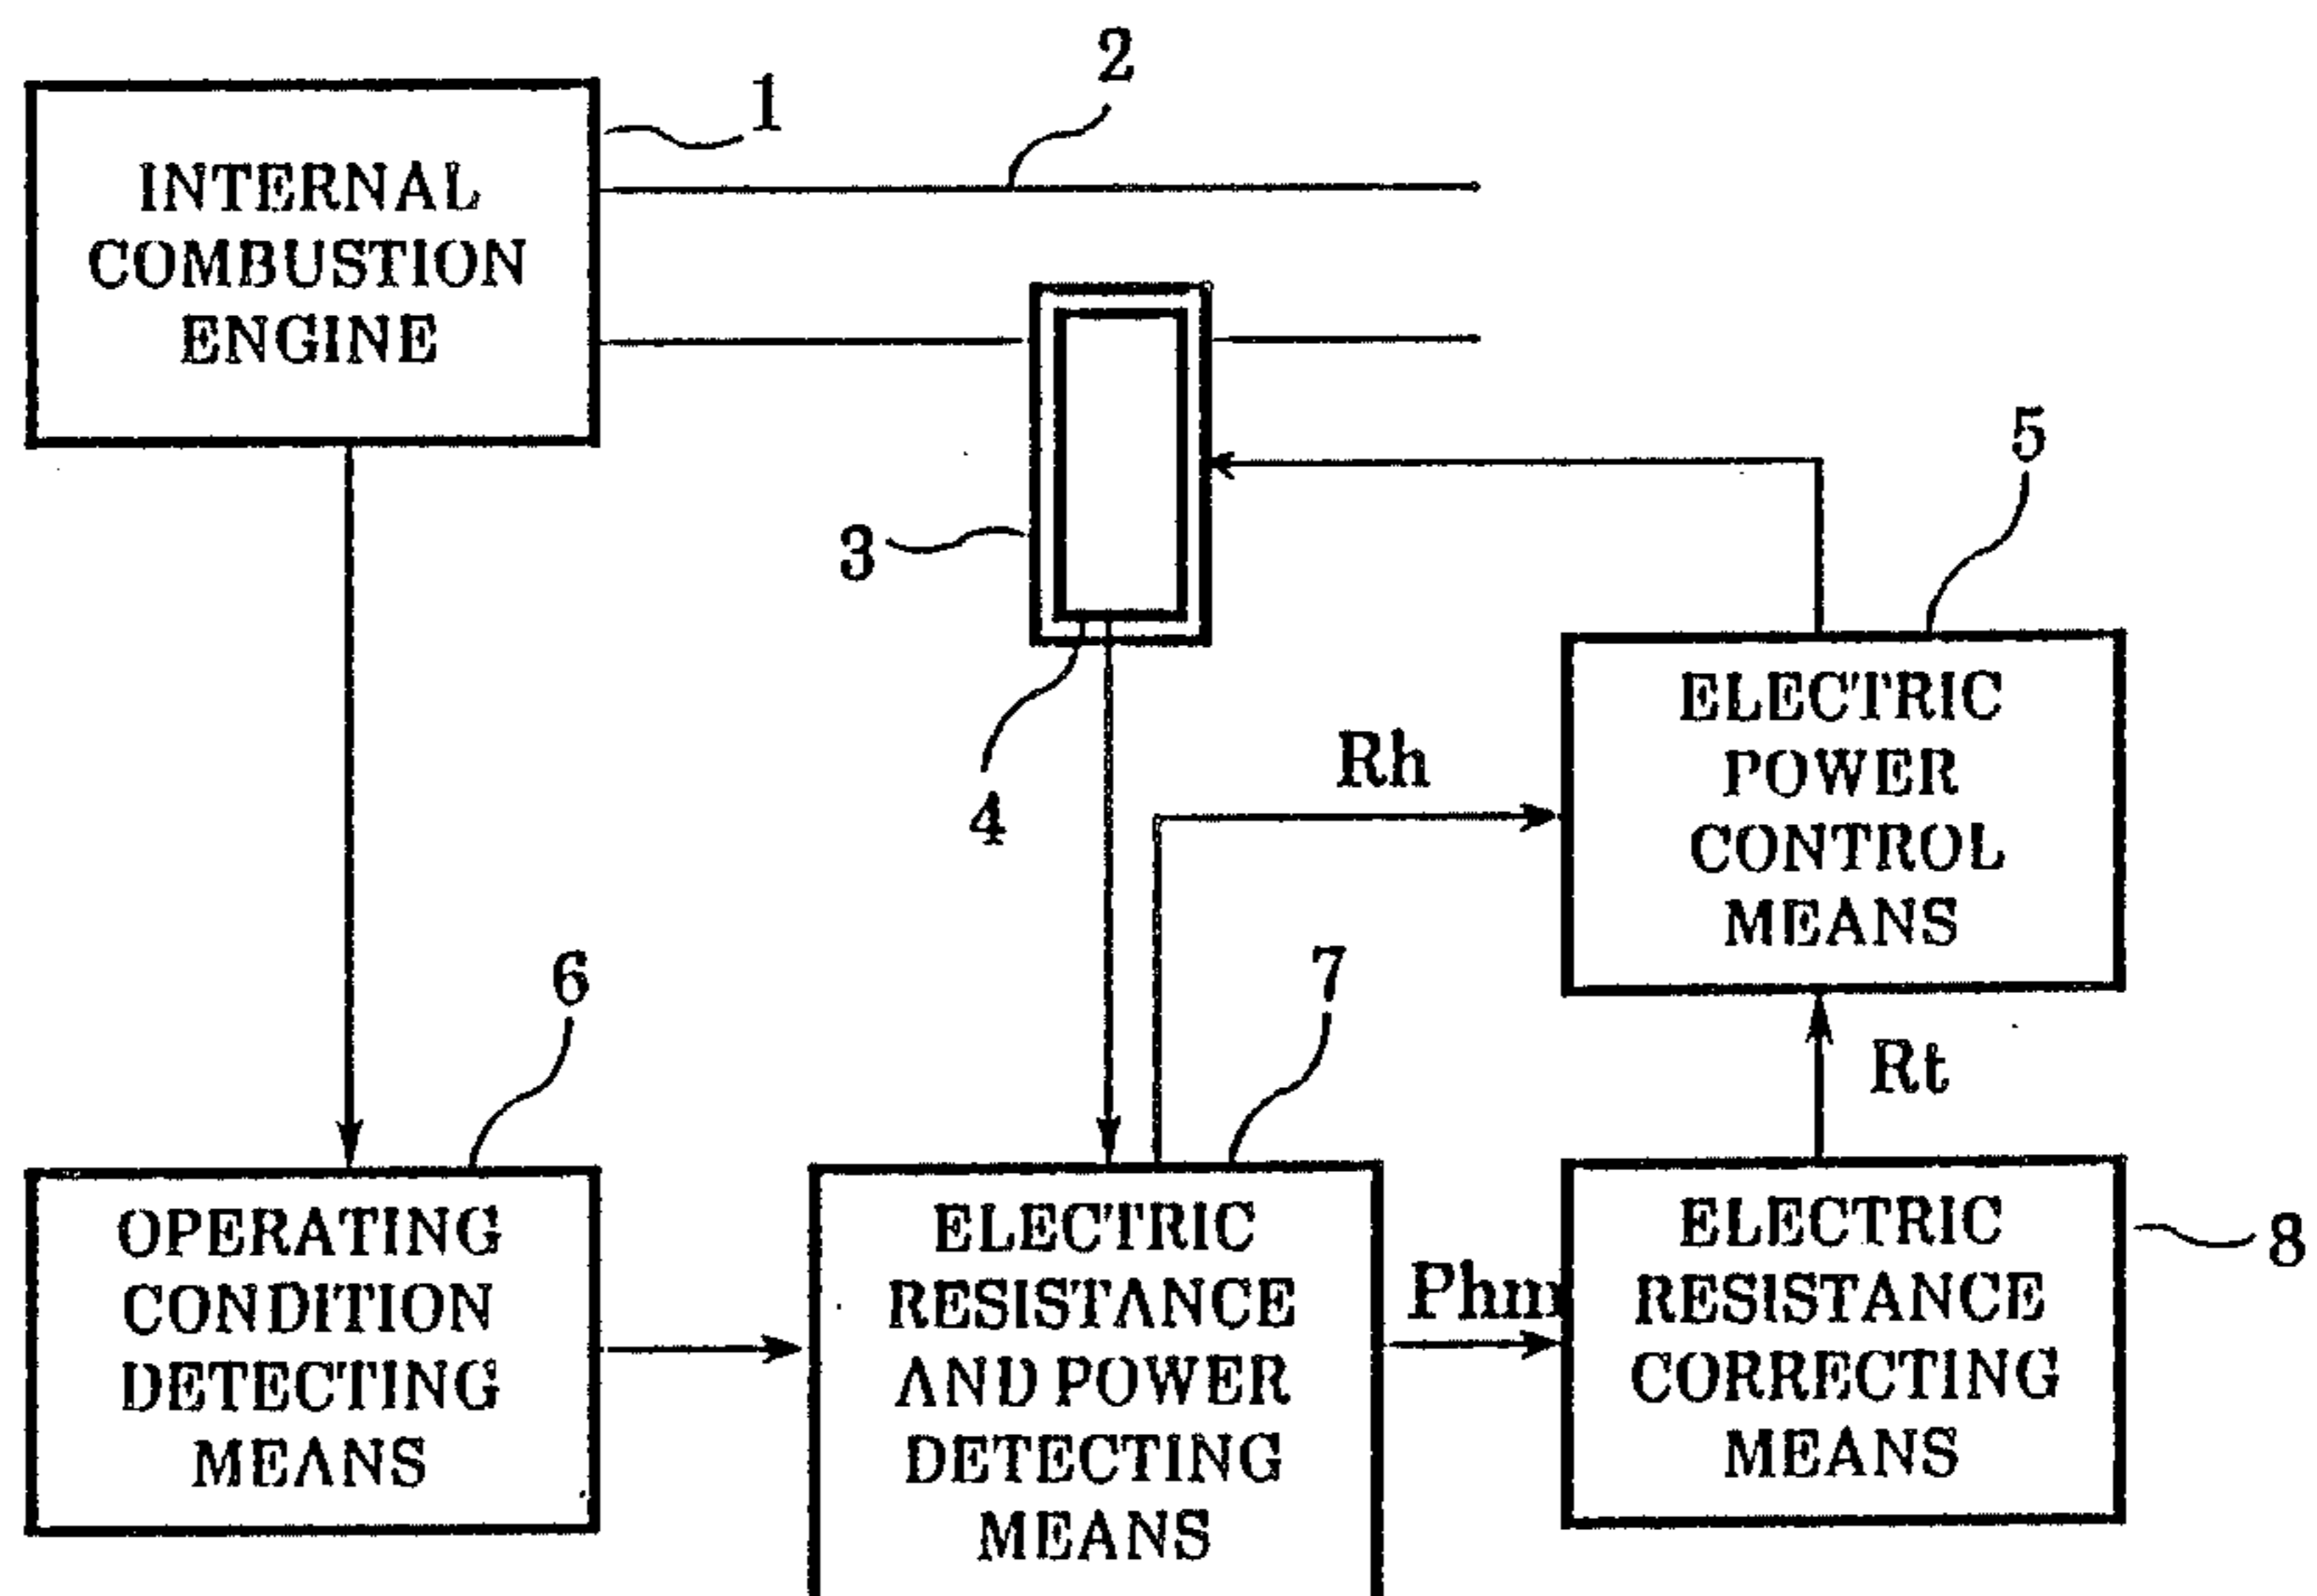 2
1
INTERNAL
COMBUSTION
ENGINE
5
3
ELECTRIC
POWER
CONTROL
MEANS
Rh
4
6
7
Rt
OPERATING
CONDITION
DETECTING
MEANS
ELECTRIC
RESISTANCE
AND POWER
DETECTING
MEANS
Phm
ELECTRIC
RESISTANCE
CORRECTING
MEANS
8